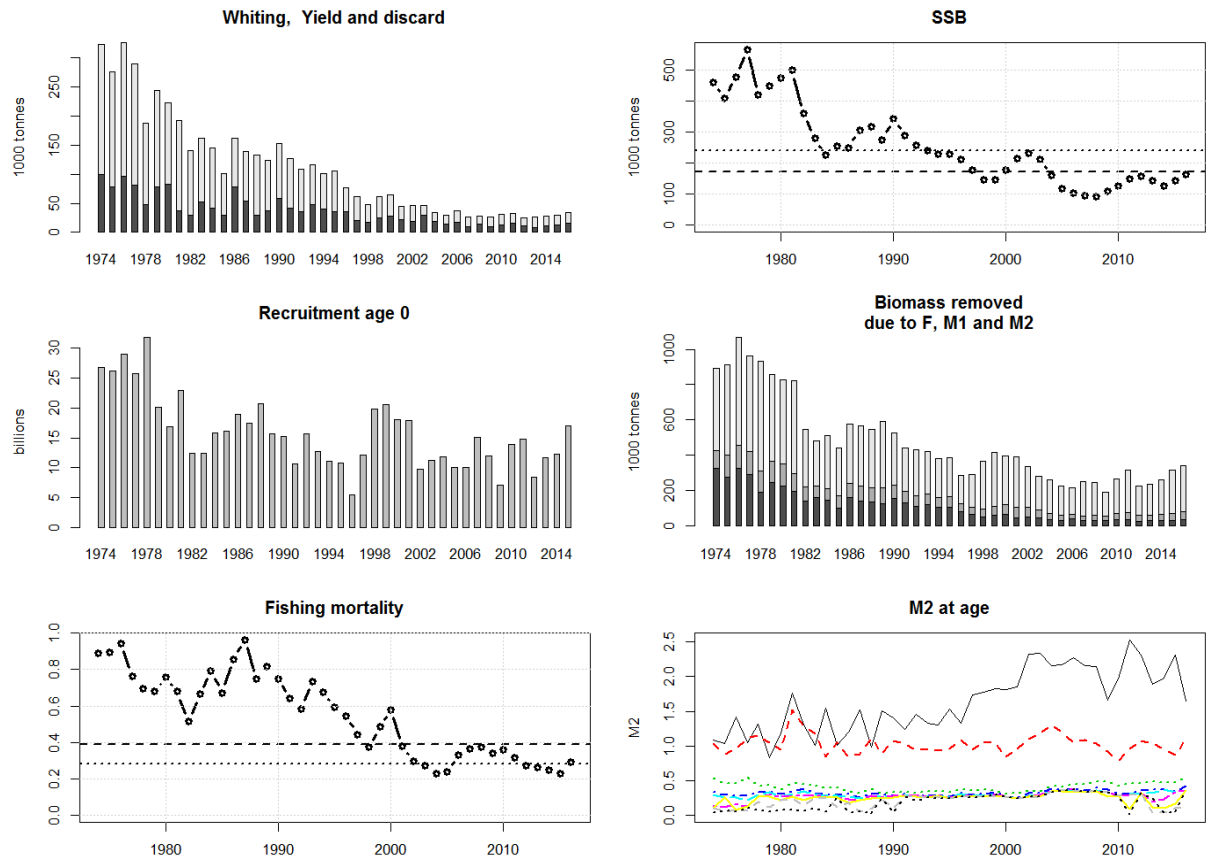 Whiting,  Yield and discard
1000 tonnes
0
50
150
250
1974 1978 1982 1986 1990 1994 1998 2002 2006 2010 2014
SSB
1000 tonnes
0
100
300
500
1980 1990 2000 2010
Recruitment age 0
billions
0
5
10
15
20
25
30
1974 1978 1982 1986 1990 1994 1998 2002 2006 2010 2014
Biomass removed
due to F, M1 and M2
1000 tonnes
0
200
600
1000
1974 1978 1982 1986 1990 1994 1998 2002 2006 2010 2014
Fishing mortality
0.0
0.2
0.4
0.6
0.8
1.0
1980 1990 2000 2010
M2 at age
M2
0.0
0.5
1.0
1.5
2.0
2.5
1980 1990 2000 2010